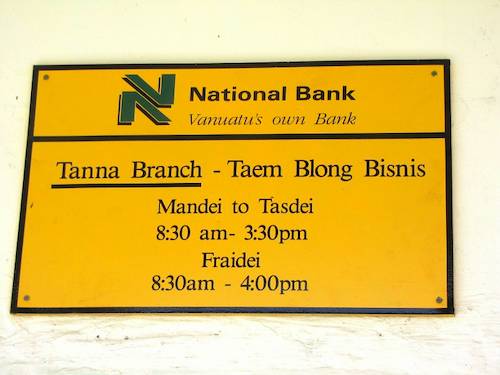 National Bank
Vanuatu's own Bank
Tanna Branch - Taem Blong Bisnis
Mandei to Tasdei
8:30 am- 3:30pm
Fraidei
8:30am - 4:00pm